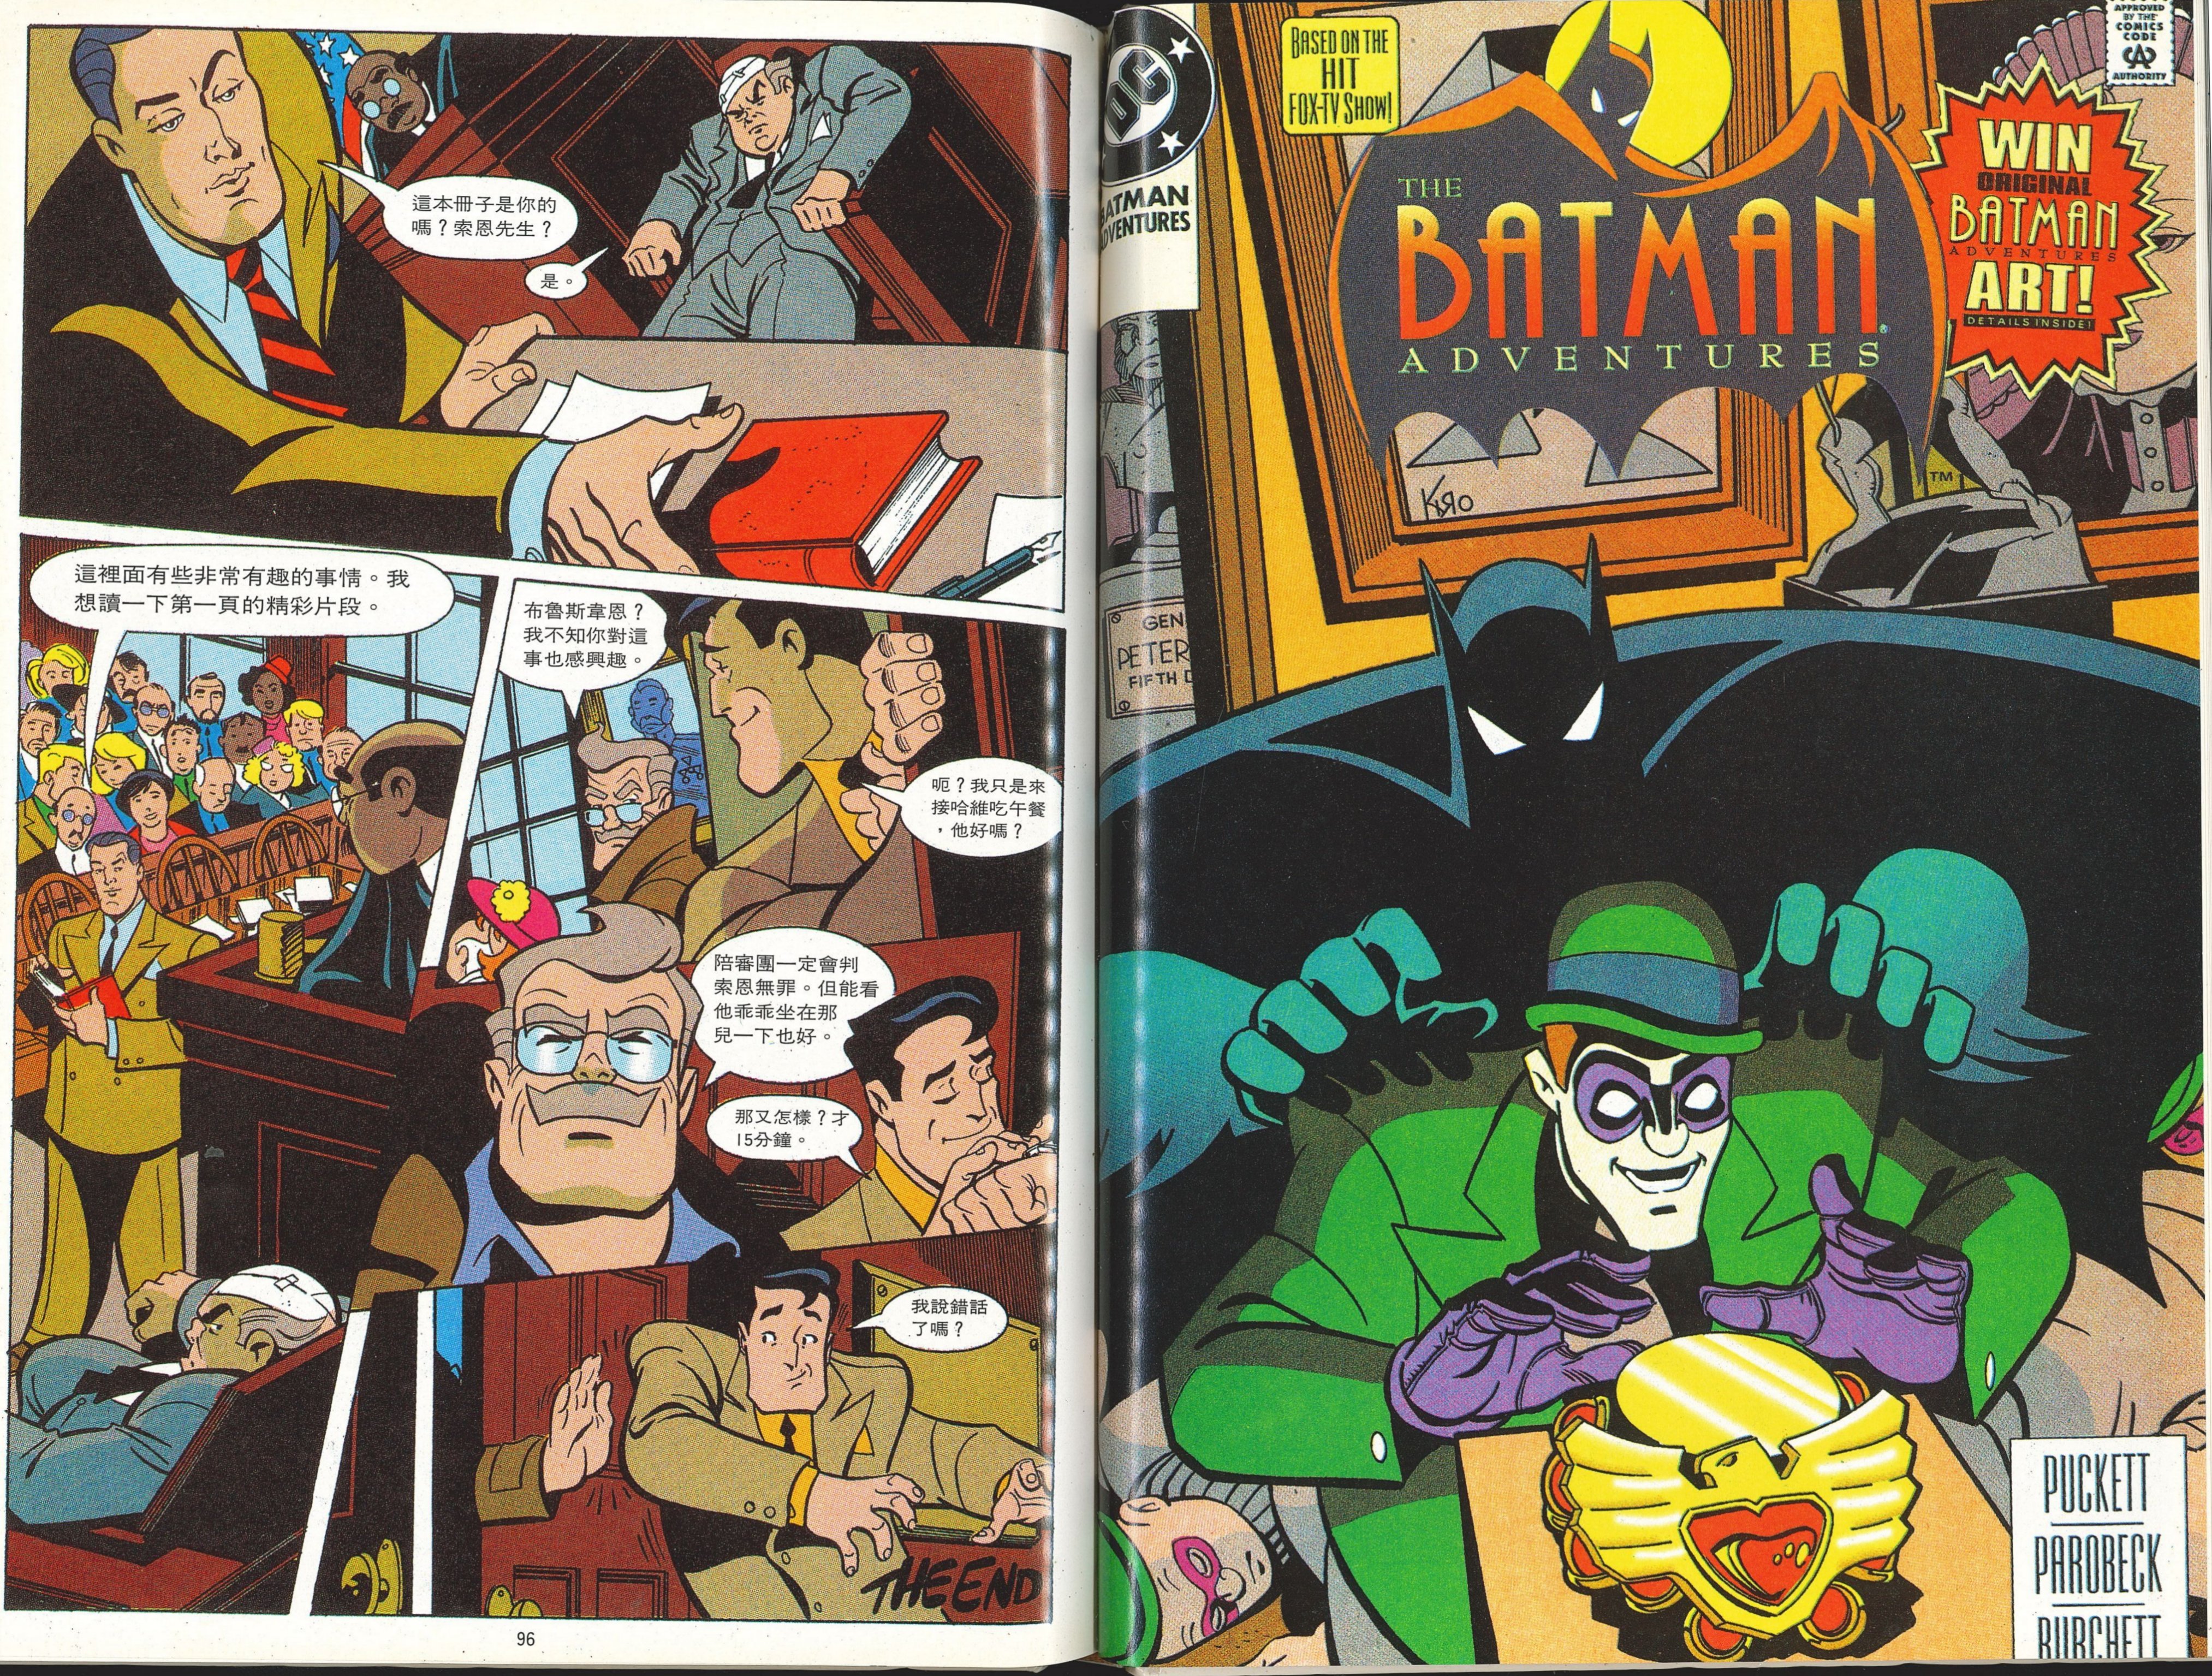 這本冊子是你的
嗎？索恩先生？
是。
這裡面有些非常有趣的事情。我
想讀一下第一頁的精彩片段。
布魯斯韋恩？
我不知你對這
事也感興趣。
呃？我只是來
接哈維吃午餐
，他好嗎？
陪審團一定會判
索恩無罪。但能看
他乖乖坐在那
兒一下也好。
那又怎樣？才
15分鐘。
我說錯話
了嗎？
THE END
96
DC
BATMAN
ADVENTURES
BASED ON THE
HIT
FOX-TV SHOW!
APPROVED
BY THE
COMICS
CODE
CA
AUTHORITY
THE
BATMAN
ADVENTURES
WIN
ORIGINAL
BATMAN
ADVENTURES
ART!
DETAILS INSIDE!
TM
KIRO
GEN
PETER
FIFTH D
PUCKETT
PAROBECK
BURCHETT